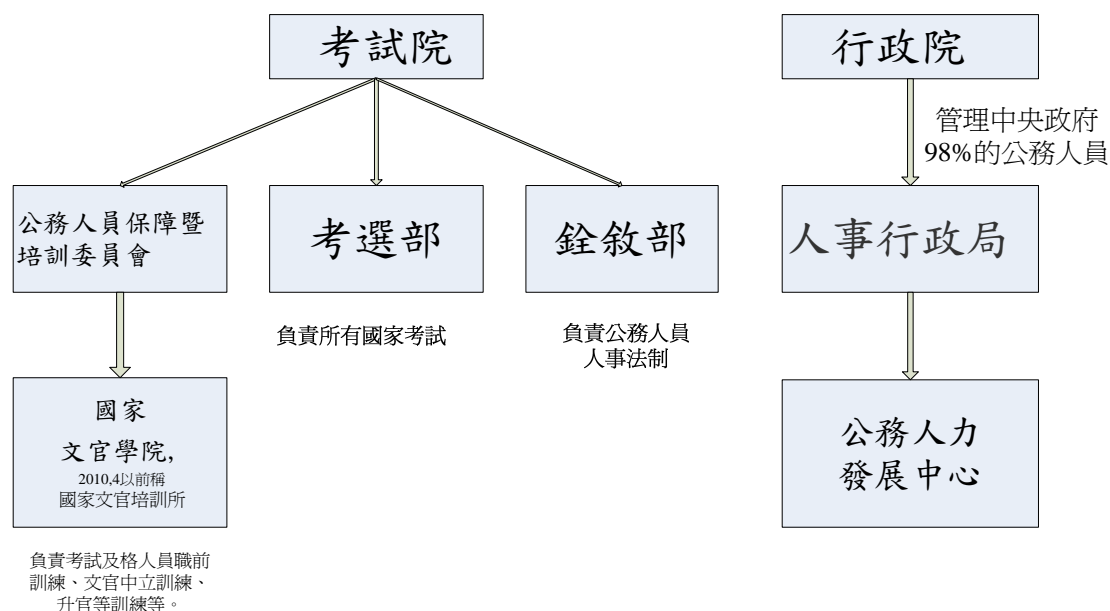 考試院
行政院
管理中央政府
98%的公務人員
公務人員保障暨
培訓委員會
考選部
銓敘部
人事行政局
負責所有國家考試
負責公務人員
人事法制
國家
文官學院,
2010,4以前稱
國家文官培訓所
公務人力
發展中心
負責考試及格人員職前
訓練、文官中立訓練、
升官等訓練等。